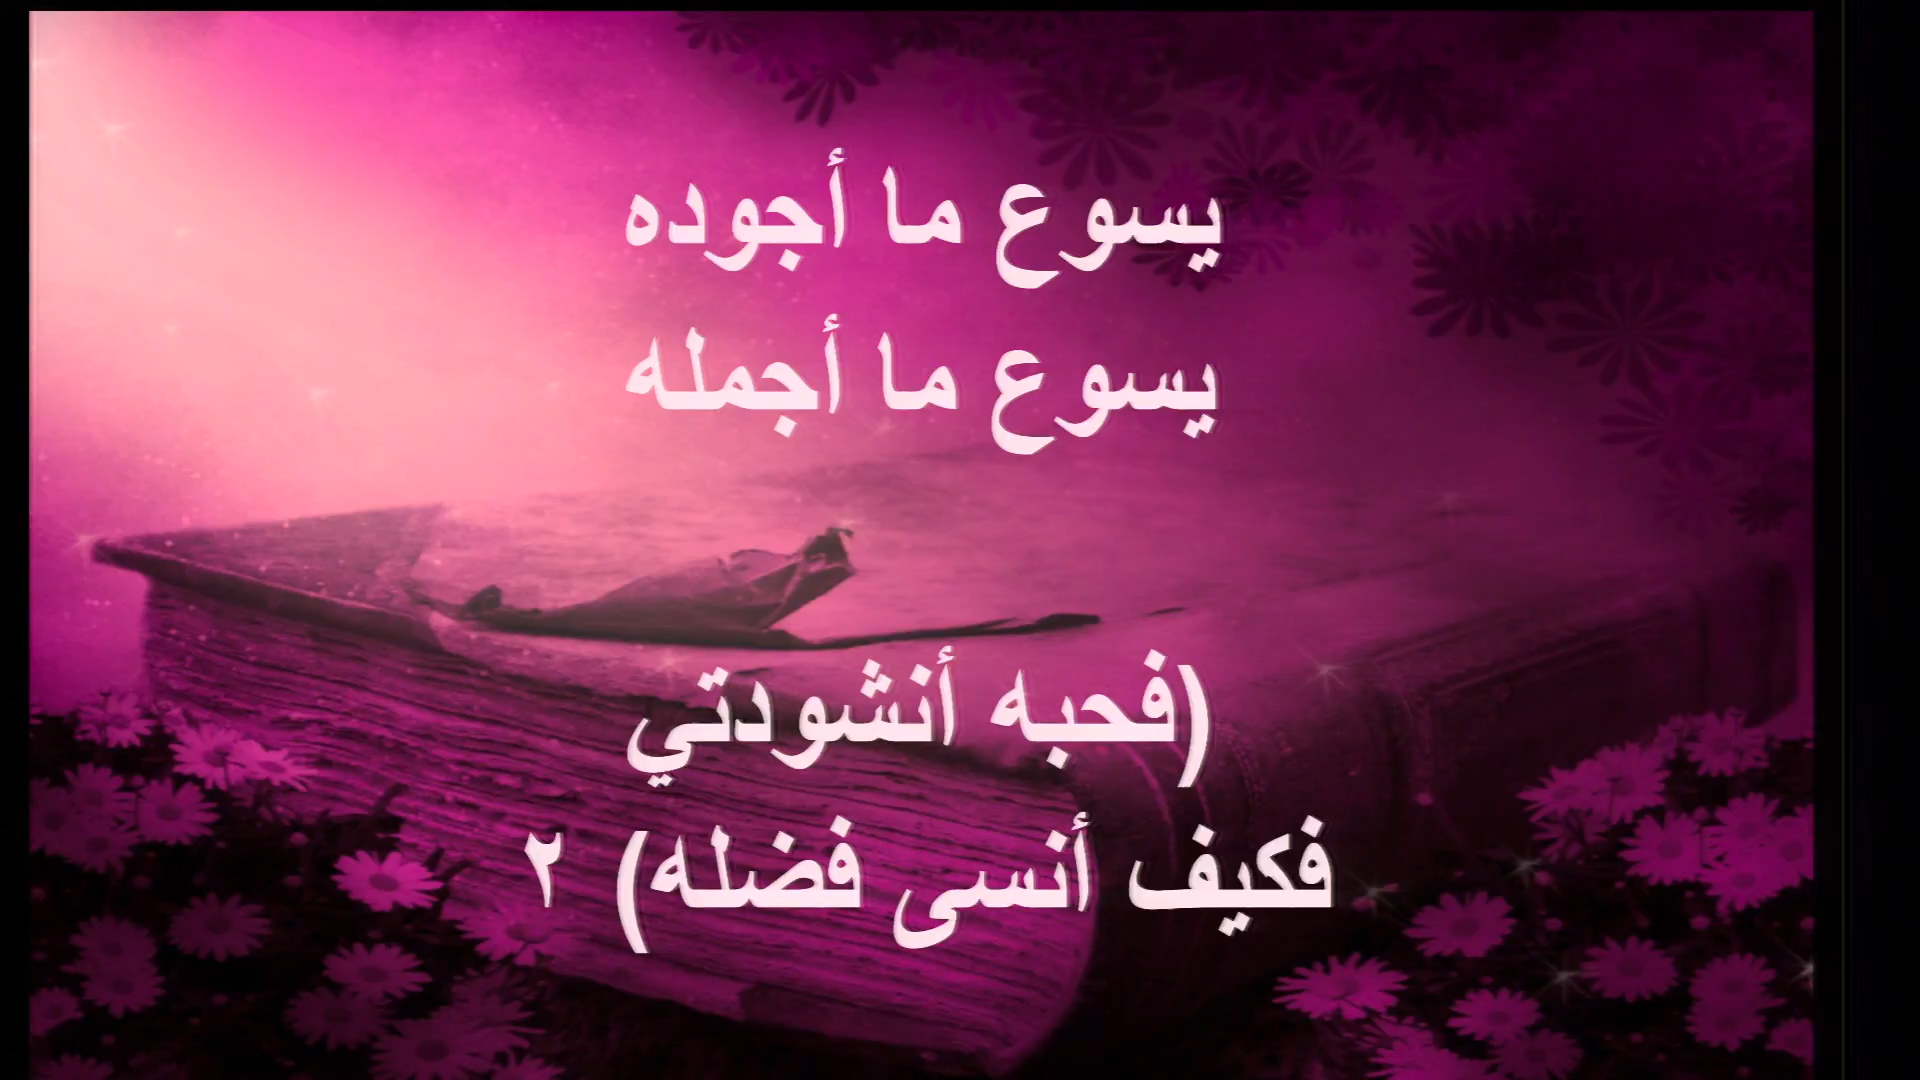 يسوع ما أجوده
يسوع ما أجمله
(فحبه أنشودتي
فكيف أنسى فضله) ٢